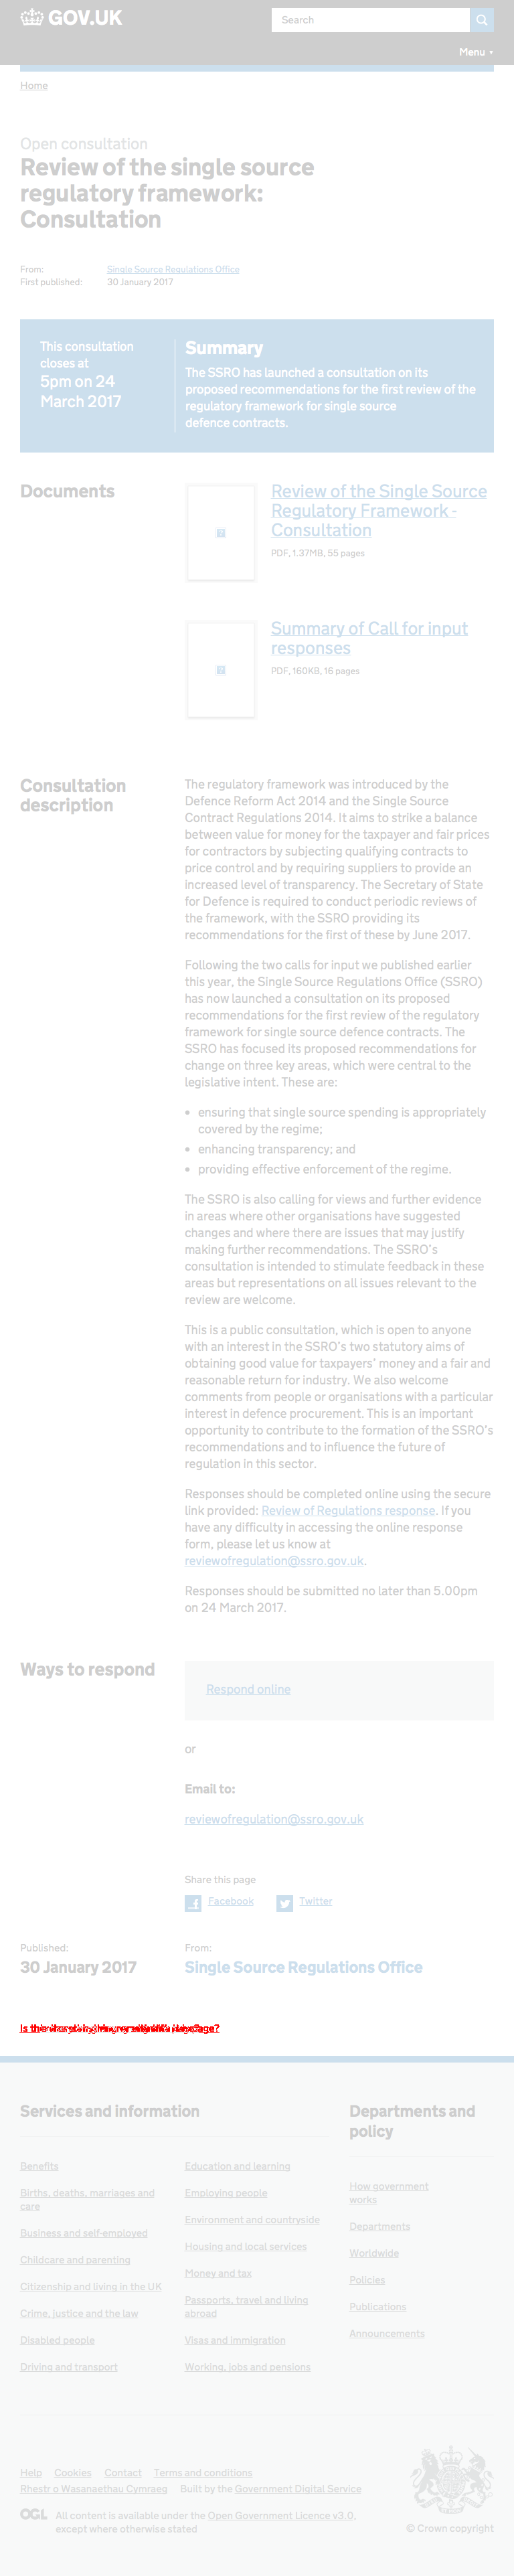 GOV.UK
Search
Menu ▼
Home
Open consultation
Review of the single source
regulatory framework:
Consultation
From: Single Source Regulations Office
First published: 30 January 2017
This consultation
closes at
5pm on 24
March 2017
Summary
The SSRO has launched a consultation on its
proposed recommendations for the first review of the
regulatory framework for single source
defence contracts.
Documents
Review of the Single Source
Regulatory Framework -
Consultation
PDF, 1.37MB, 55 pages
Summary of Call for input
responses
PDF, 160KB, 16 pages
Consultation
description
The regulatory framework was introduced by the
Defence Reform Act 2014 and the Single Source
Contract Regulations 2014. It aims to strike a balance
between value for money for the taxpayer and fair prices
for contractors by subjecting qualifying contracts to
price control and by requiring suppliers to provide an
increased level of transparency. The Secretary of State
for Defence is required to conduct periodic reviews of
the framework, with the SSRO providing its
recommendations for the first of these by June 2017.
Following the two calls for input we published earlier
this year, the Single Source Regulations Office (SSRO)
has now launched a consultation on its proposed
recommendations for the first review of the regulatory
framework for single source defence contracts. The
SSRO has focused its proposed recommendations for
change on three key areas, which were central to the
legislative intent. These are:
• ensuring that single source spending is appropriately
covered by the regime;
• enhancing transparency; and
• providing effective enforcement of the regime.
The SSRO is also calling for views and further evidence
in areas where other organisations have suggested
changes and where there are issues that may justify
making further recommendations. The SSRO's
consultation is intended to stimulate feedback in these
areas but representations on all issues relevant to the
review are welcome.
This is a public consultation, which is open to anyone
with an interest in the SSRO's two statutory aims of
obtaining good value for taxpayers' money and a fair and
reasonable return for industry. We also welcome
comments from people or organisations with a particular
interest in defence procurement. This is an important
opportunity to contribute to the formation of the SSRO's
recommendations and to influence the future of
regulation in this sector.
Responses should be completed online using the secure
link provided: Review of Regulations response. If you
have any difficulty in accessing the online response
form, please let us know at
reviewofregulation@ssro.gov.uk.
Responses should be submitted no later than 5.00pm
on 24 March 2017.
Ways to respond
Respond online
or
Email to:
reviewofregulation@ssro.gov.uk
Share this page
Facebook Twitter
Published:
30 January 2017
From:
Single Source Regulations Office
Services and information
Benefits
Births, deaths, marriages and
care
Business and self-employed
Childcare and parenting
Citizenship and living in the UK
Crime, justice and the law
Disabled people
Driving and transport
Education and learning
Employing people
Environment and countryside
Housing and local services
Money and tax
Passports, travel and living
abroad
Visas and immigration
Working, jobs and pensions
Departments and
policy
How government
works
Departments
Worldwide
Policies
Publications
Announcements
Help Cookies Contact Terms and conditions
Rhestr o Wasanaethau Cymraeg Built by the Government Digital Service
OGL All content is available under the Open Government Licence v3.0,
except where otherwise stated
© Crown copyright